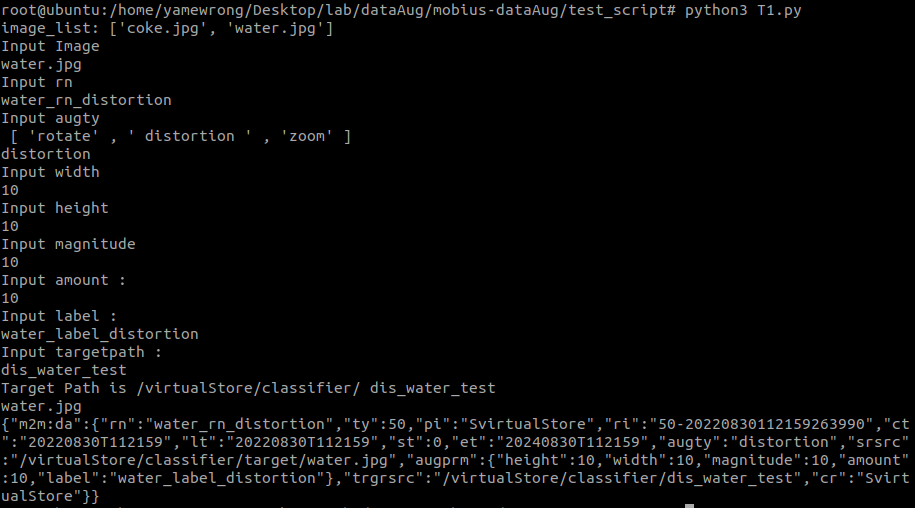 root@ubuntu:/home/yamewrong/Desktop/lab/dataAug/mobius-dataAug/test_script# python3 T1.py
image_list: ['coke.jpg', 'water.jpg']
Input Image
water.jpg
Input rn
water_rn_distortion
Input augty
 [ 'rotate' , ' distortion ' , 'zoom' ]
distortion
Input width
10
Input height
10
Input magnitude
10
Input amount :
10
Input label :
water_label_distortion
Input targetpath :
dis_water_test
Target Path is /virtualStore/classifier/ dis_water_test
water.jpg
{"m2m:da":{"rn":"water_rn_distortion","ty":50,"pi":"SvirtualStore","ri":"50-20220830112159263990","ct
":"20220830T112159","lt":"20220830T112159","st":0,"et":"20240830T112159","augty":"distortion","srsrc
":"/virtualStore/classifier/target/water.jpg","augprm":{"height":10,"width":10,"magnitude":10,"amount"
:10,"label":"water_label_distortion"},"trgrsrc":"/virtualStore/classifier/dis_water_test","cr":"Svirt
ualStore"}}